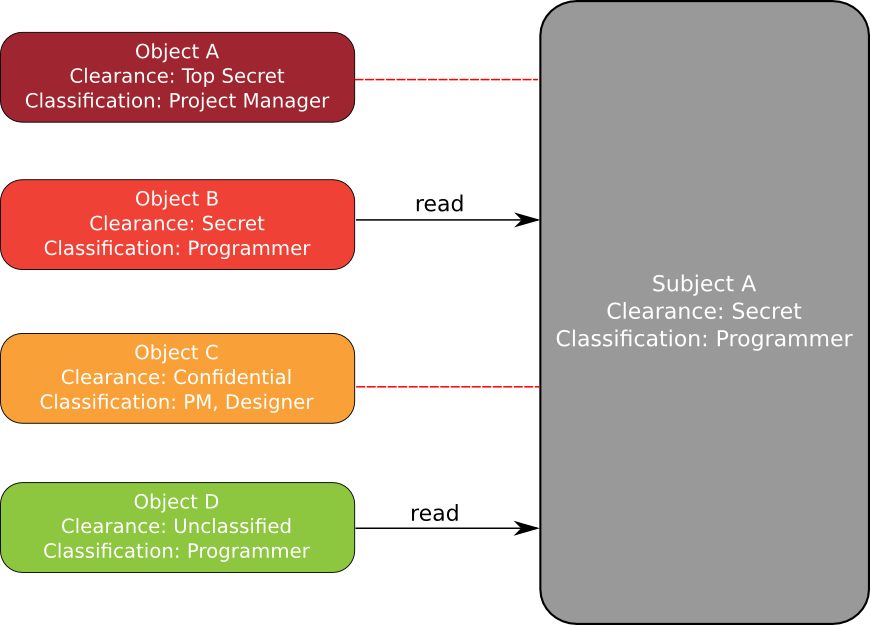 Object A
Clearance: Top Secret
Classification: Project Manager
Object B
Clearance: Secret
Classification: Programmer
read
Object C
Clearance: Confidential
Classification: PM, Designer
Object D
Clearance: Unclassified
Classification: Programmer
read
Subject A
Clearance: Secret
Classification: Programmer